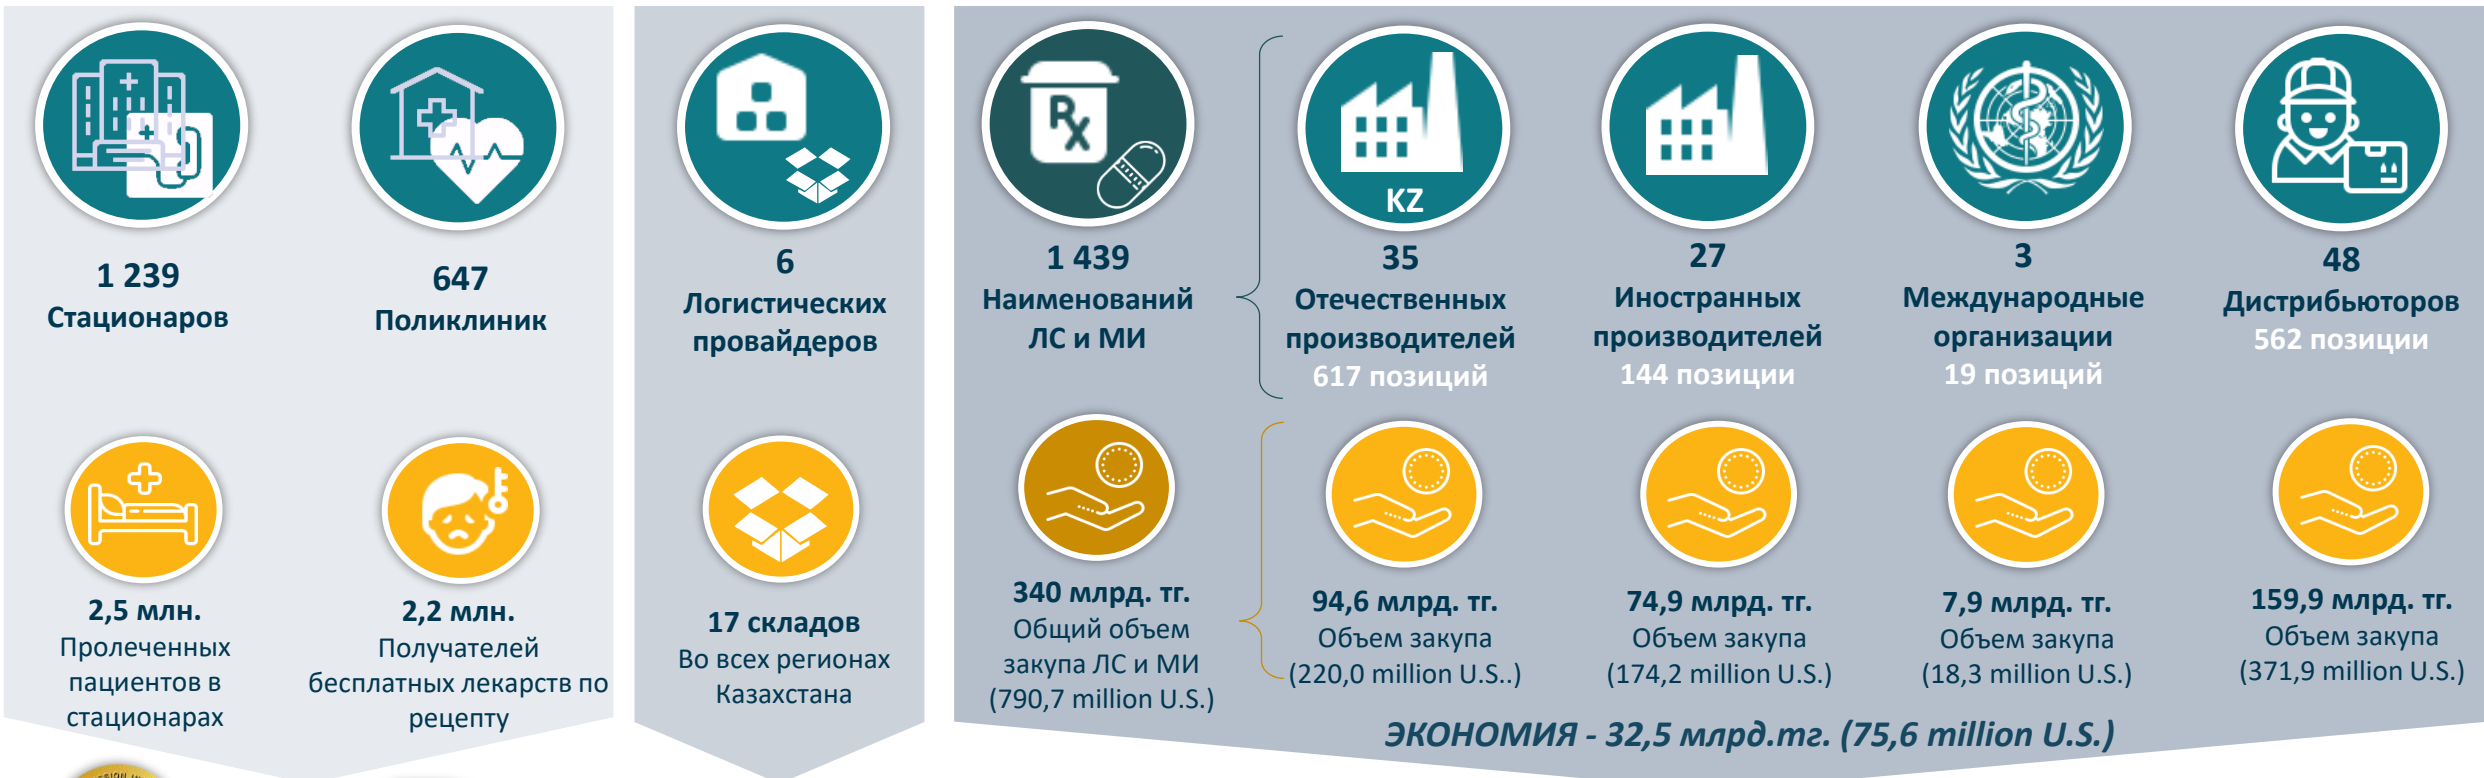 1 239
Стационаров
647
Поликлиник
2,5 млн.
Пролеченных
пациентов в
стационарах
2,2 млн.
Получателей
бесплатных лекарств по
рецепту
6
Логистических
провайдеров
17 складов
Во всех регионах
Казахстана
Rx
1 439
Наименований
ЛС и МИ
KZ
35
Отечественных
производителей
617 позиций
27
Иностранных
производителей
144 позиции
3
Международные
организации
19 позиций
48
Дистрибьюторов
562 позиции
340 млрд. тг.
Общий объем
закупа ЛС и МИ
(790,7 million U.S.)
94,6 млрд. тг.
Объем закупа
(220,0 million U.S..)
74,9 млрд. тг.
Объем закупа
(174,2 million U.S.)
7,9 млрд. тг.
Объем закупа
(18,3 million U.S.)
159,9 млрд. тг.
Объем закупа
(371,9 million U.S.)
ЭКОНОМИЯ - 32,5 млрд.тг. (75,6 million U.S.)